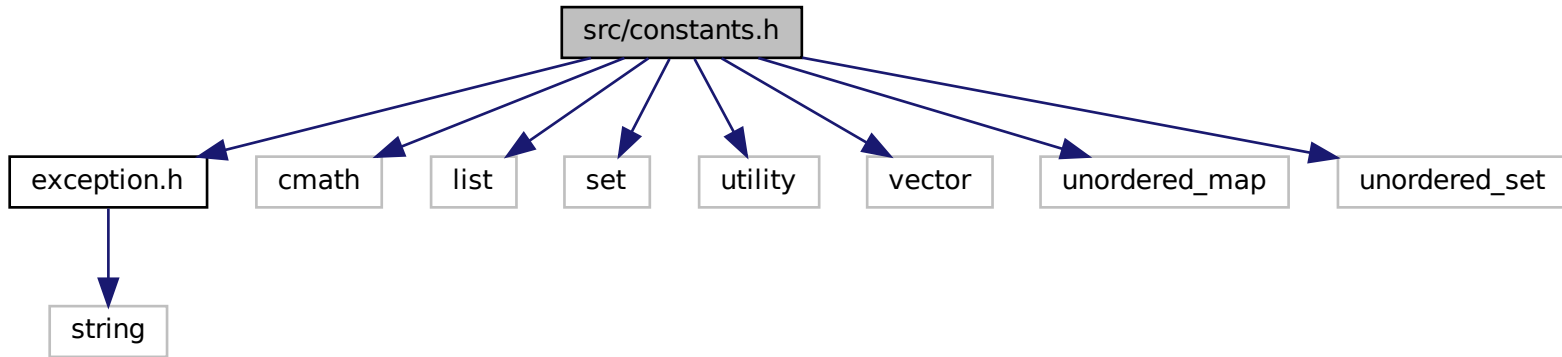 src/constants.h
exception.h
cmath
list
set
utility
vector
unordered_map
unordered_set
string